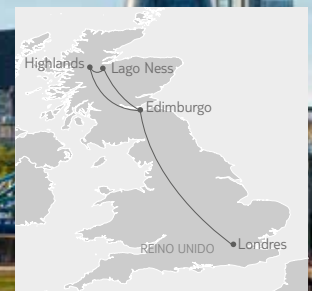 Highlands
Lago Ness
Edimburgo
REINO UNIDO
Londres